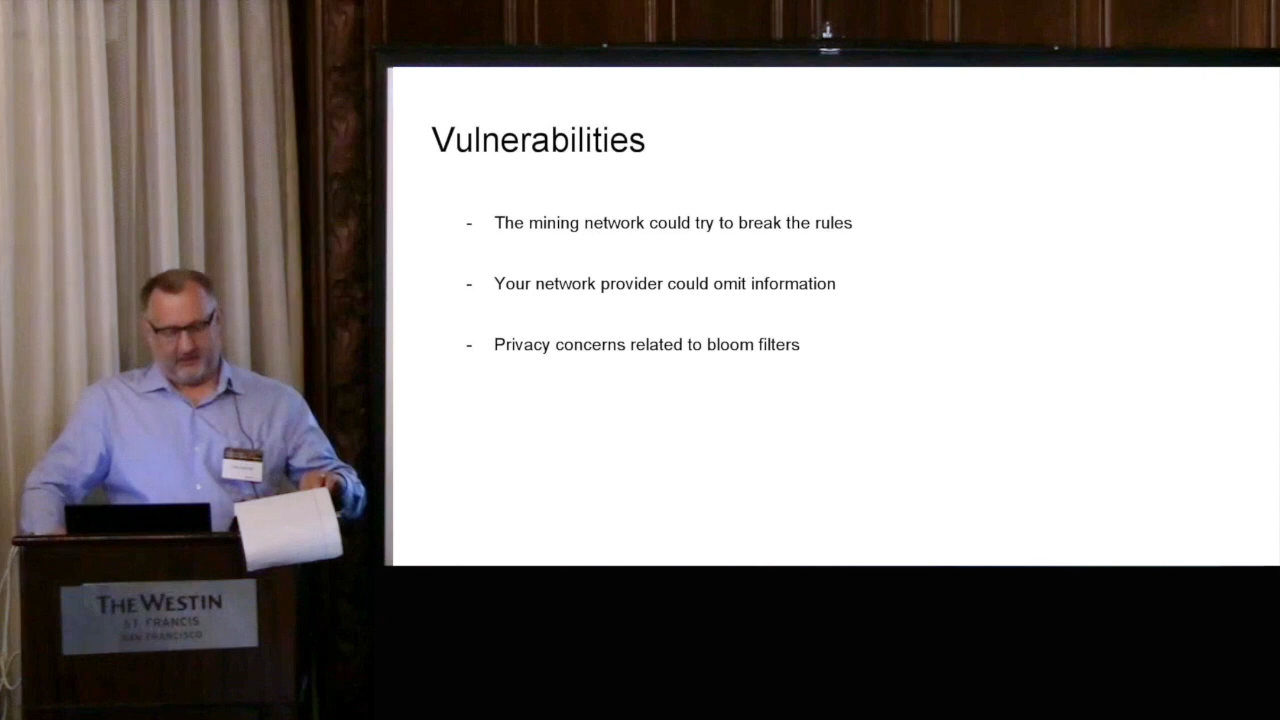 Vulnerabilities
- The mining network could try to break the rules
- Your network provider could omit information
- Privacy concerns related to bloom filters
THE WESTIN
ST. FRANCIS
SAN FRANCISCO